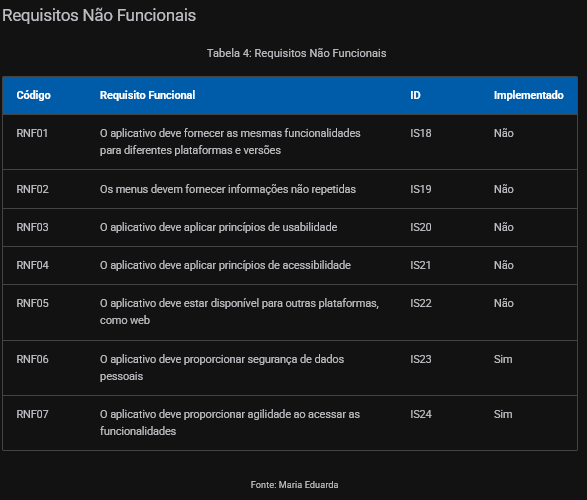 Requisitos Não Funcionais
Tabela 4: Requisitos Não Funcionais
Código Requisito Funcional ID Implementado
RNF01 O aplicativo deve fornecer as mesmas funcionalidades IS18 Não
para diferentes plataformas e versões
RNF02 Os menus devem fornecer informações não repetidas IS19 Não
RNF03 O aplicativo deve aplicar princípios de usabilidade IS20 Não
RNF04 O aplicativo deve aplicar princípios de acessibilidade IS21 Não
RNF05 O aplicativo deve estar disponível para outras plataformas, IS22 Não
como web
RNF06 O aplicativo deve proporcionar segurança de dados IS23 Sim
pessoais
RNF07 O aplicativo deve proporcionar agilidade ao acessar as IS24 Sim
funcionalidades
Fonte: Maria Eduarda